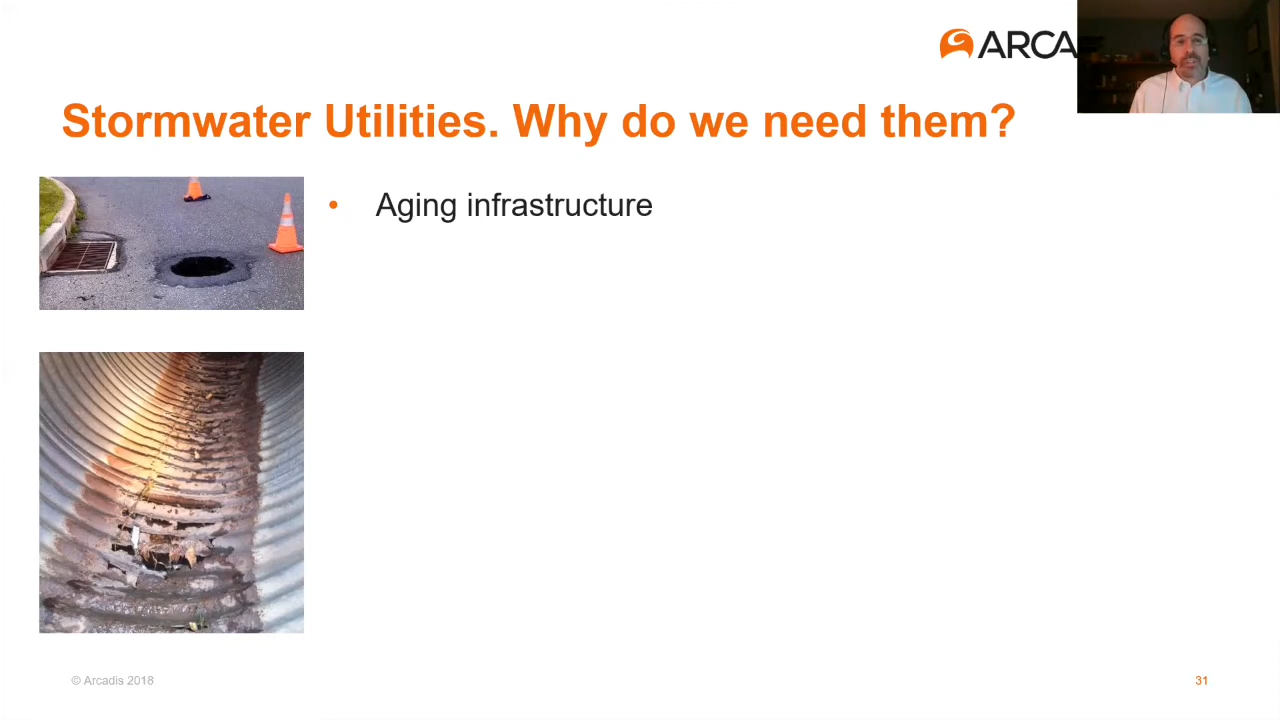 ARCA
Stormwater Utilities. Why do we need them?
• Aging infrastructure
© Arcadis 2018
31